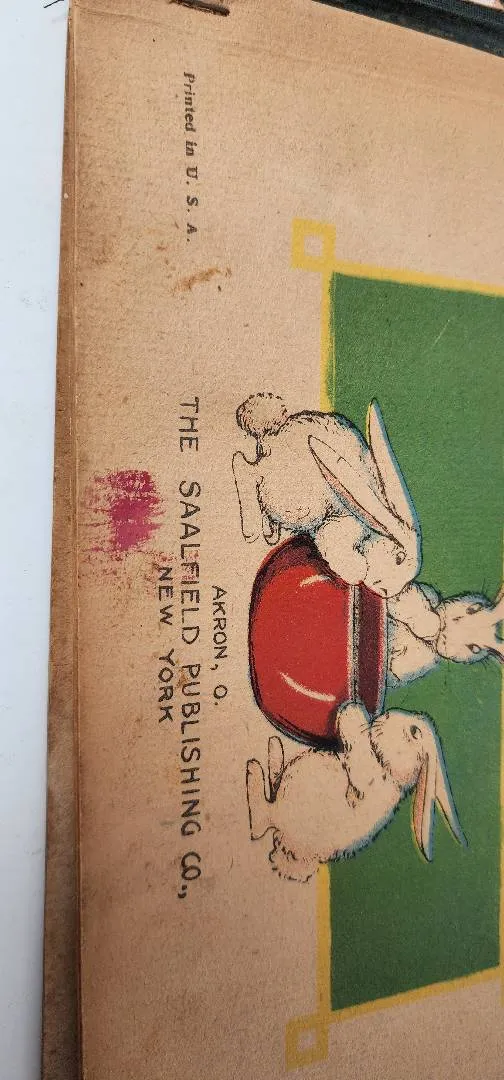 AKRON, O.
Printed in U. S. A.
THE SAALFIELD PUBLISHING CO.,
NEW YORK